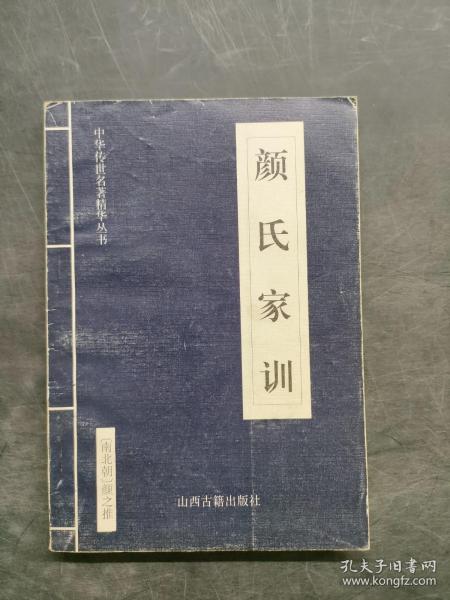 中华传世名著精华丛书
颜氏家训
[南北朝]颜之推
山西古籍出版社
孔夫子旧书网
www.kongfz.com